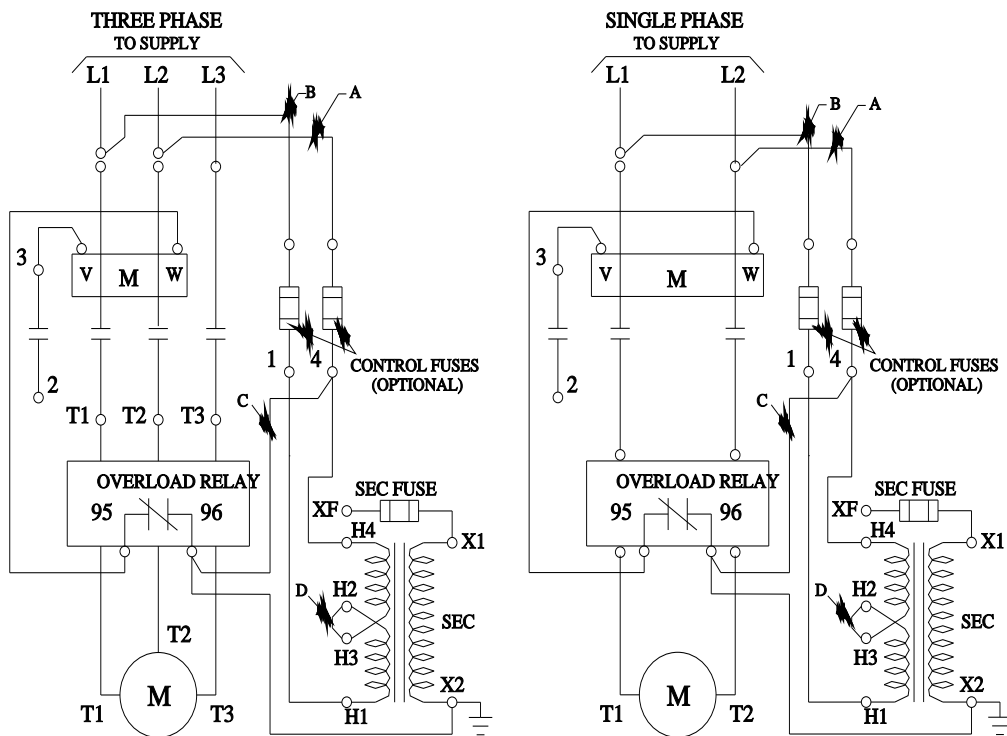 THREE PHASE
TO SUPPLY
L1 L2 L3
B
A
3
V M W
1 4
CONTROL FUSES
(OPTIONAL)
2
T1 T2 T3
C
OVERLOAD RELAY
95 96
SEC FUSE
XF
H4
X1
D
H2
H3
SEC
T2
X2
T1 M T3
H1
SINGLE PHASE
TO SUPPLY
L1 L2
B
A
3
V M W
1 4
CONTROL FUSES
(OPTIONAL)
2
C
OVERLOAD RELAY
95 96
SEC FUSE
XF
H4
X1
D
H2
H3
SEC
X2
T1 M T2
H1